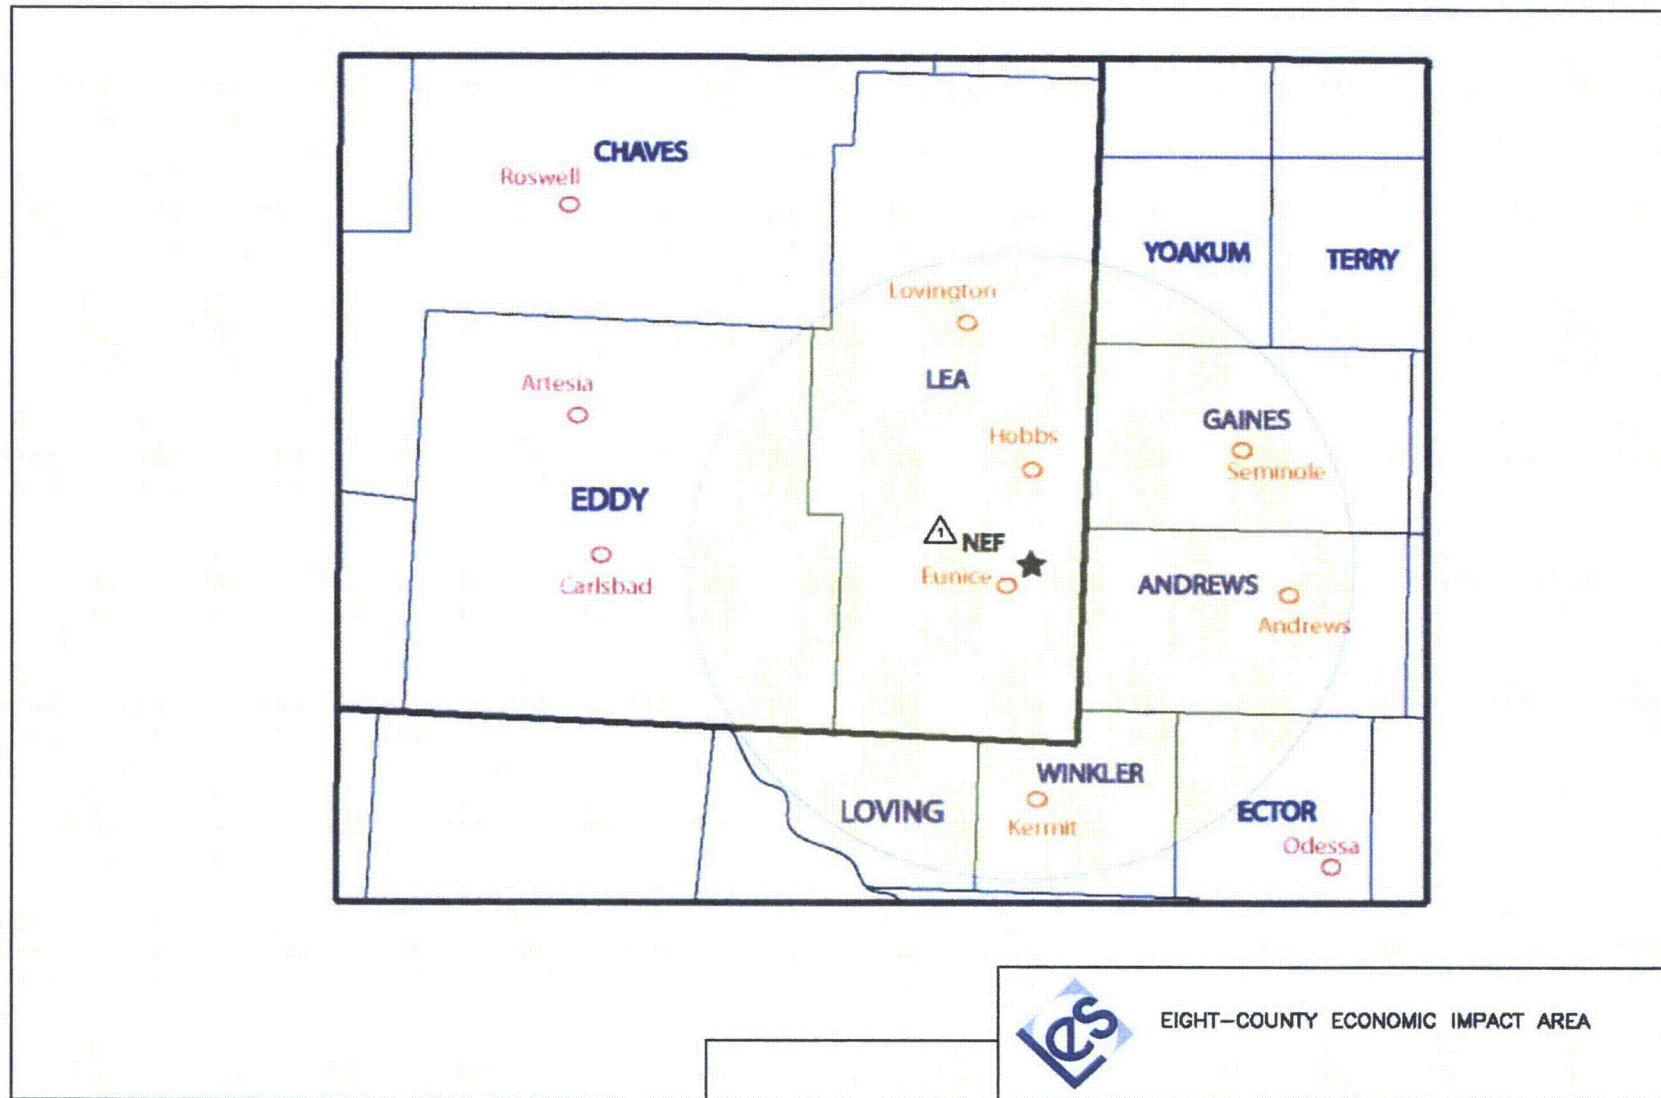 CHAVES
Roswell
YOAKUM
TERRY
Lovington
LEA
Artesia
GAINES
Hobbs
Seminole
EDDY
1
NEF
Eunice
ANDREWS
Carlsbad
Andrews
WINKLER
LOVING
ECTOR
Kermit
Odessa
LES
EIGHT-COUNTY ECONOMIC IMPACT AREA